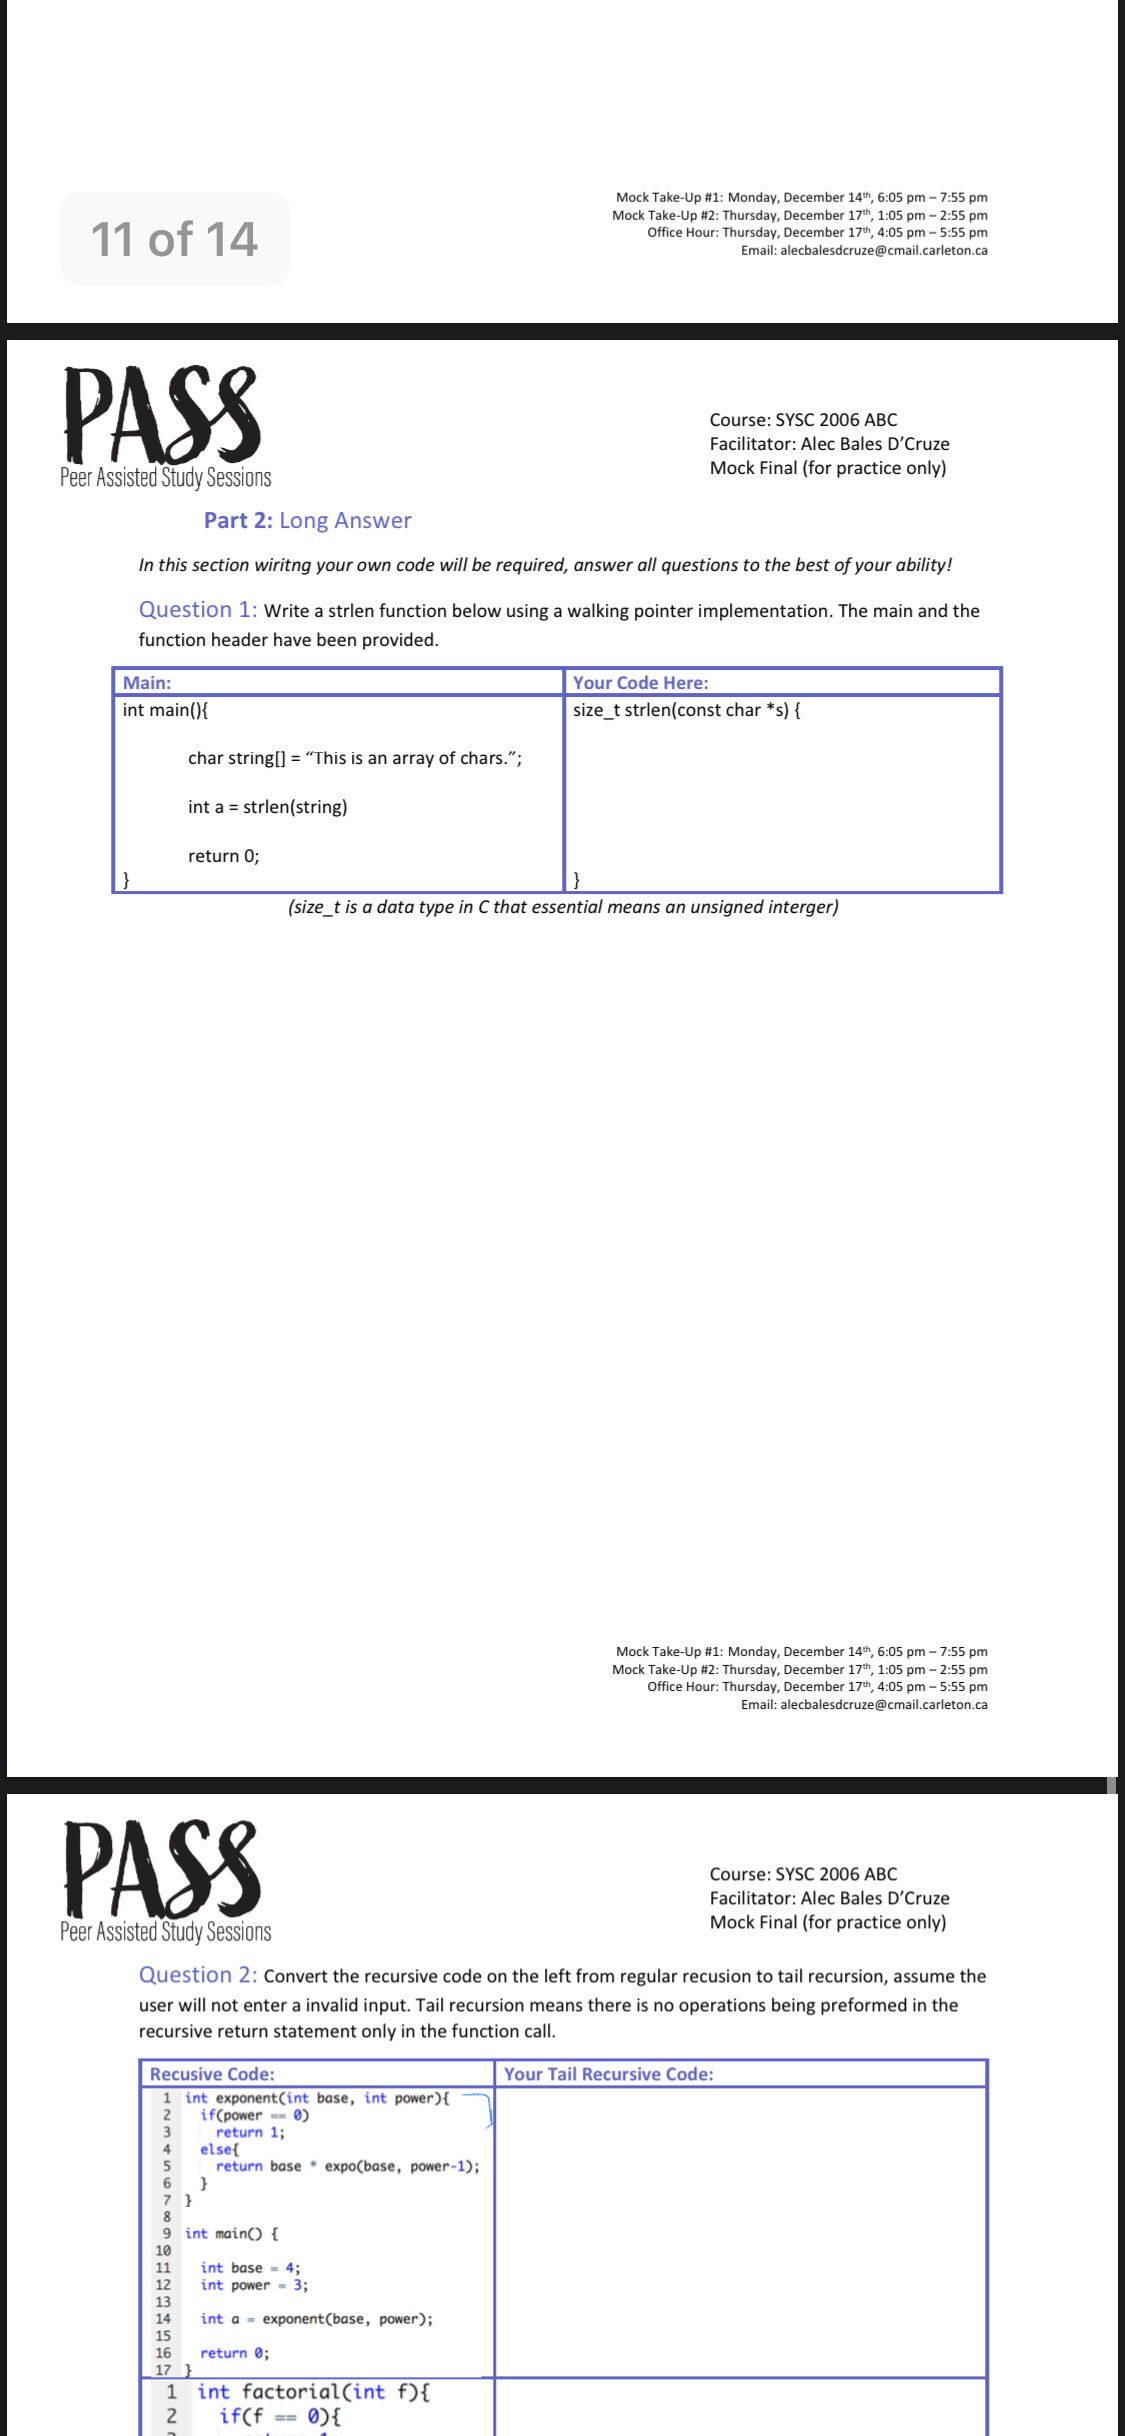 Mock Take-Up #1: Monday, December 14th, 6:05 pm – 7:55 pm
Mock Take-Up #2: Thursday, December 17th, 1:05 pm – 2:55 pm
Office Hour: Thursday, December 17th, 4:05 pm – 5:55 pm
Email: alecbalesdcruze@cmail.carleton.ca
11 of 14
PASS
Peer Assisted Study Sessions
Course: SYSC 2006 ABC
Facilitator: Alec Bales D’Cruze
Mock Final (for practice only)
Part 2: Long Answer
In this section wiritng your own code will be required, answer all questions to the best of your ability!
Question 1: Write a strlen function below using a walking pointer implementation. The main and the
function header have been provided.
Main:
int main(){
char string[] = “This is an array of chars.”;
int a = strlen(string)
return 0;
}
Your Code Here:
size_t strlen(const char *s) {
}
(size_t is a data type in C that essential means an unsigned interger)
Mock Take-Up #1: Monday, December 14th, 6:05 pm – 7:55 pm
Mock Take-Up #2: Thursday, December 17th, 1:05 pm – 2:55 pm
Office Hour: Thursday, December 17th, 4:05 pm – 5:55 pm
Email: alecbalesdcruze@cmail.carleton.ca
PASS
Peer Assisted Study Sessions
Course: SYSC 2006 ABC
Facilitator: Alec Bales D’Cruze
Mock Final (for practice only)
Question 2: Convert the recursive code on the left from regular recusion to tail recursion, assume the
user will not enter a invalid input. Tail recursion means there is no operations being preformed in the
recursive return statement only in the function call.
Recusive Code:
Your Tail Recursive Code:
1 int exponent(int base, int power){
2 if(power == 0)
3 return 1;
4 else{
5 return base * expo(base, power-1);
6 }
7 }
8
9 int main() {
10
11 int base = 4;
12 int power = 3;
13
14 int a = exponent(base, power);
15
16 return 0;
17 }
1 int factorial(int f){
2 if(f == 0){